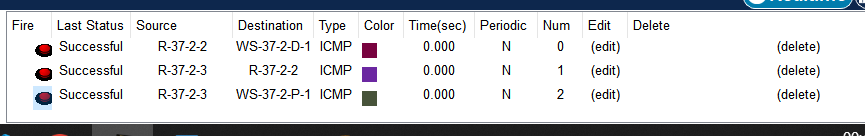 Fire Last Status Source Destination Type Color Time(sec) Periodic Num Edit Delete
Successful R-37-2-2 WS-37-2-D-1 ICMP 0.000 N 0 (edit) (delete)
Successful R-37-2-3 R-37-2-2 ICMP 0.000 N 1 (edit) (delete)
Successful R-37-2-3 WS-37-2-P-1 ICMP 0.000 N 2 (edit) (delete)